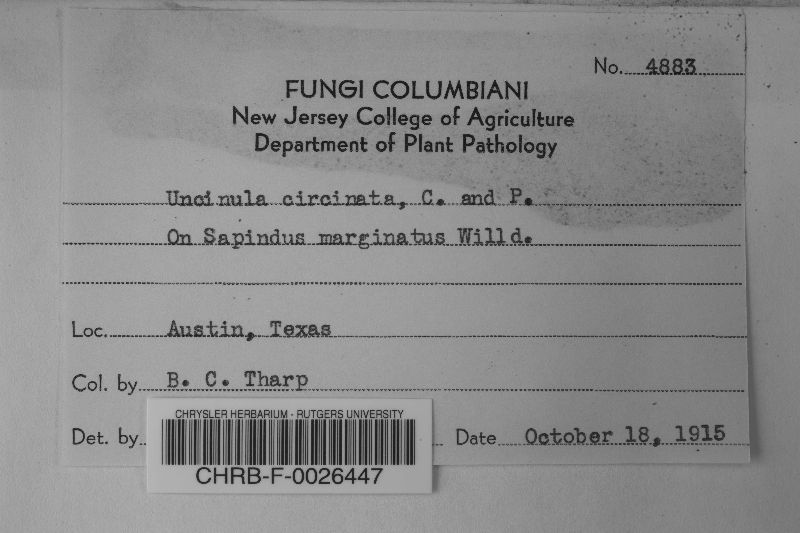 No. 4883
FUNGI COLUMBIANI
New Jersey College of Agriculture
Department of Plant Pathology
Uncinula circinata, C. and P.
On Sapindus marginatus Willd.
Loc. Austin, Texas
Col. by B. C. Tharp
Det. by Date October 18, 1915
CHRYSLER HERBARIUM - RUTGERS UNIVERSITY
CHRB-F-0026447